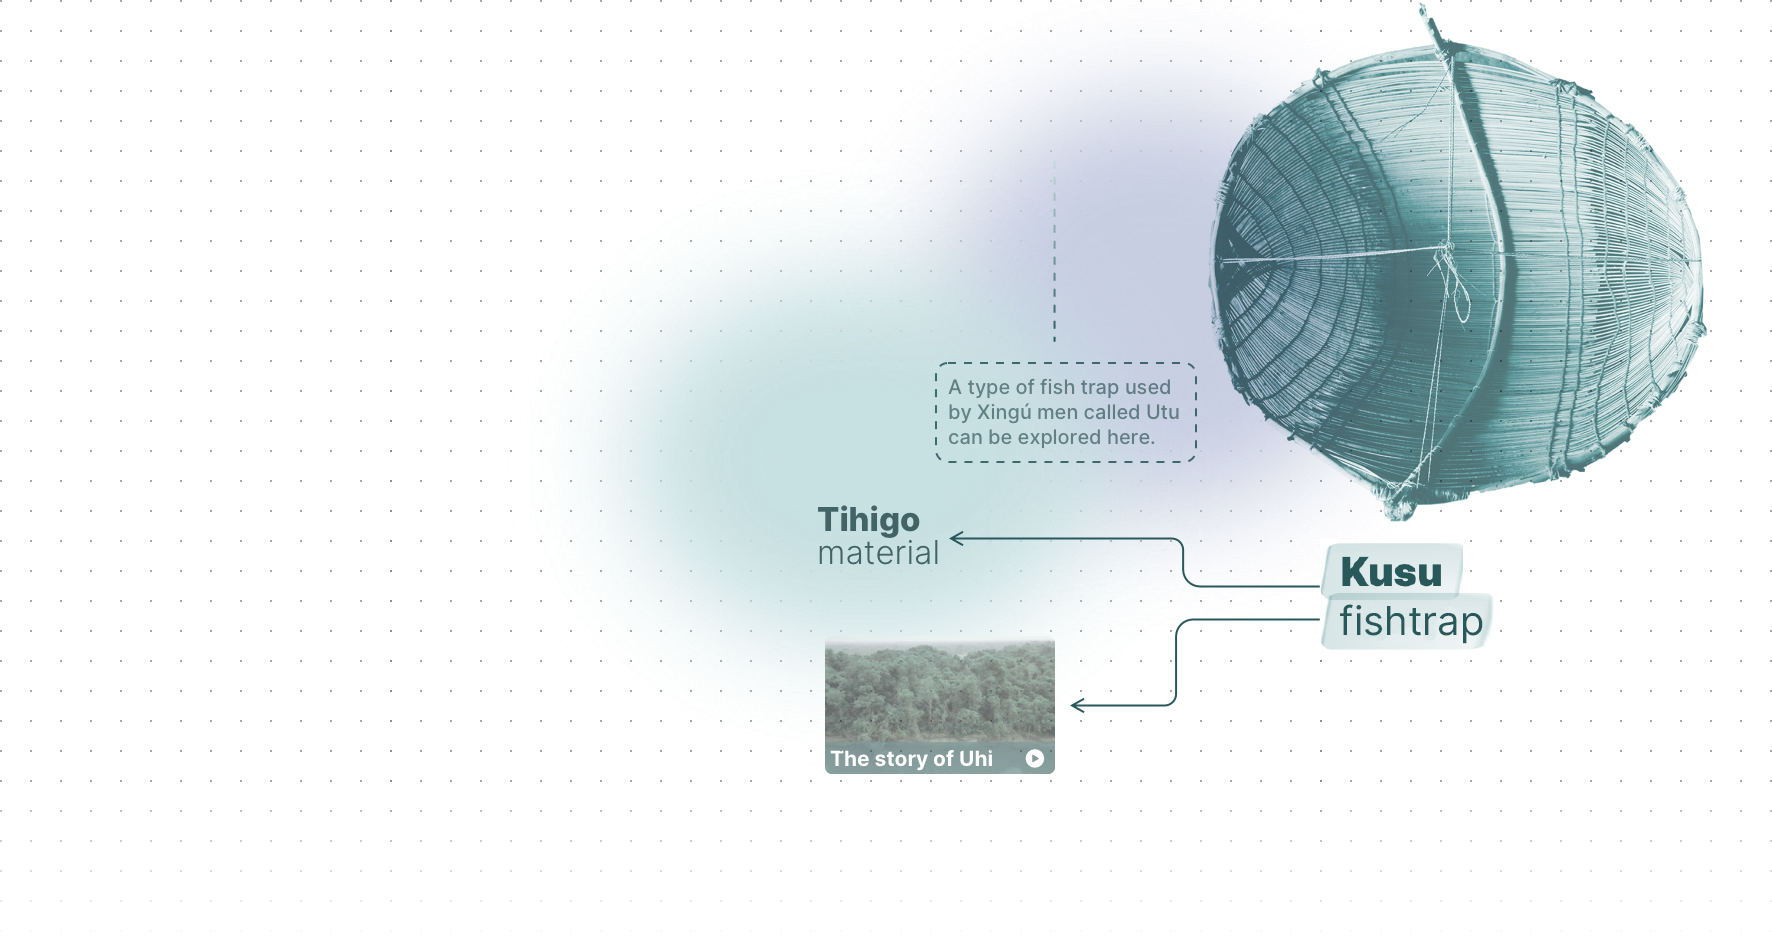 A type of fish trap used
by Xingú men called Utu
can be explored here.
Tihigo
material
Kusu
fishtrap
The story of Uhi